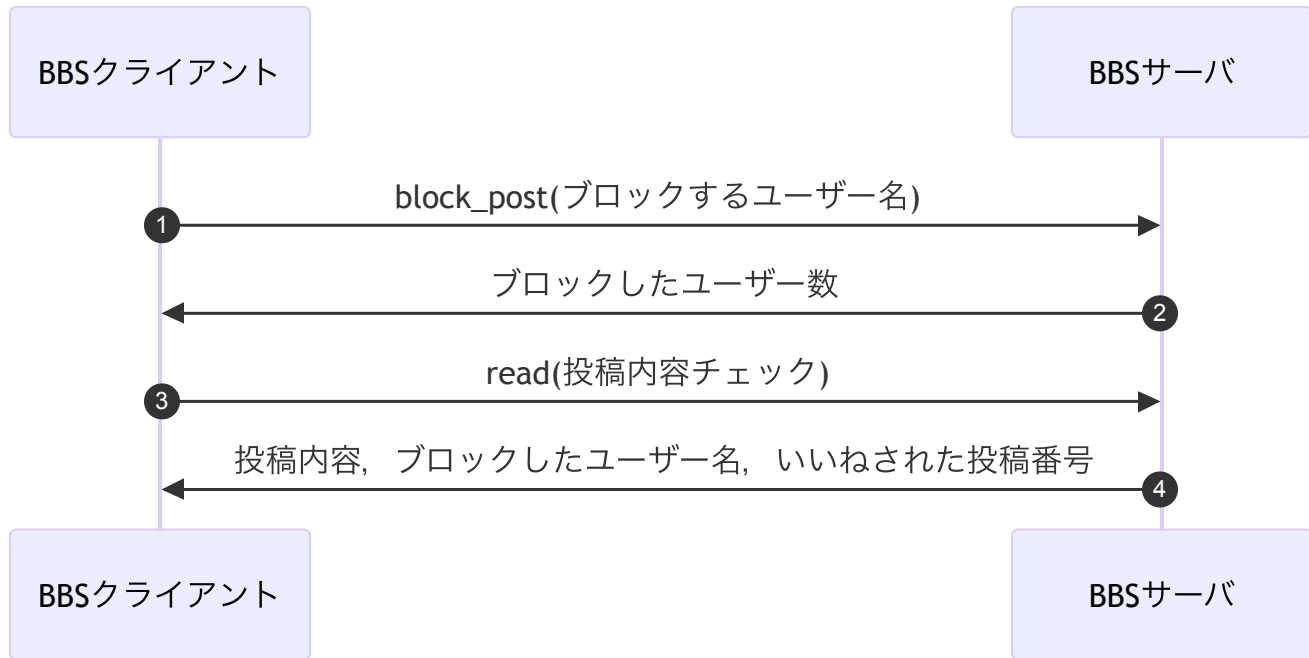 BBSクライアント
BBSサーバ
block_post(ブロックするユーザー名)
1
ブロックしたユーザー数
2
read(投稿内容チェック)
3
投稿内容，ブロックしたユーザー名，いいねされた投稿番号
4
BBSクライアント
BBSサーバ